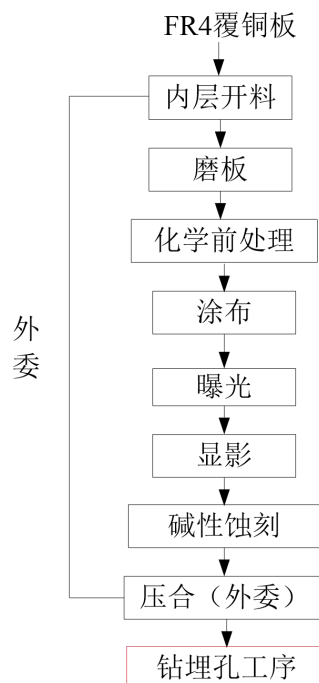 FR4覆铜板
内层开料
磨板
化学前处理
涂布
外
委
曝光
显影
碱性蚀刻
压合（外委）
钻埋孔工序